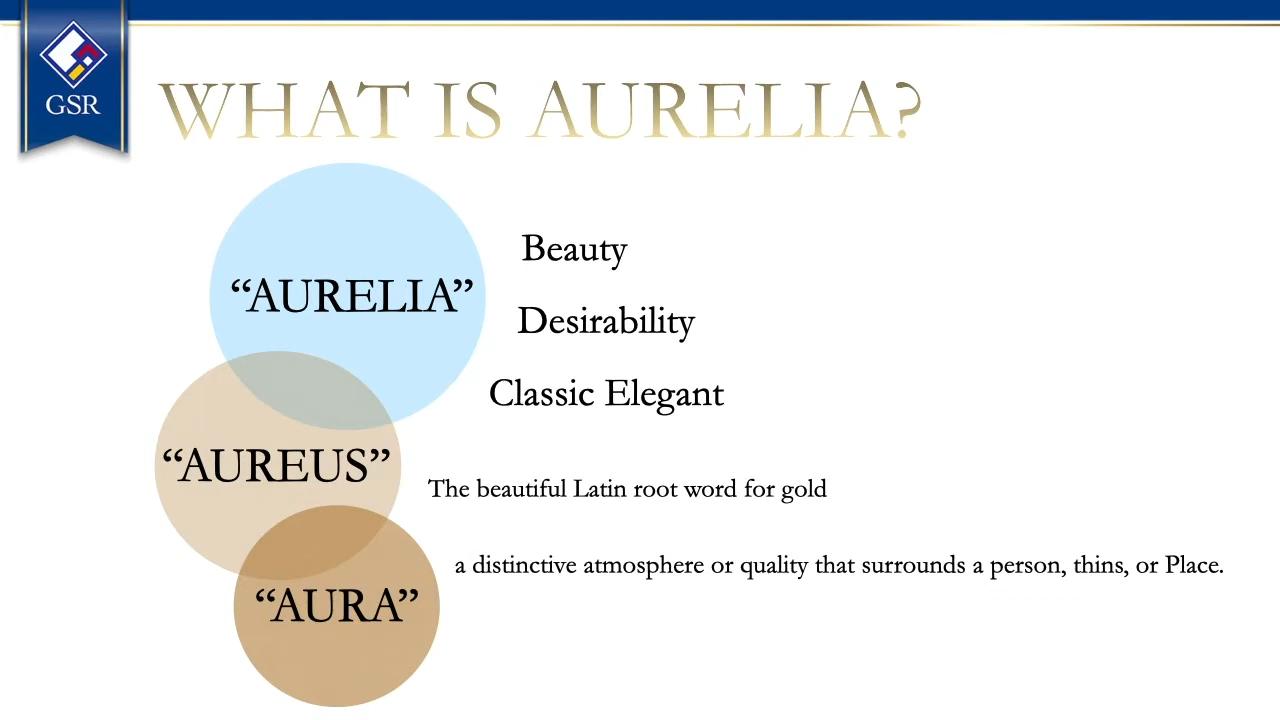 GSR
WHAT IS AURELIA?
“AURELIA”
Beauty
Desirability
Classic Elegant
“AUREUS”
The beautiful Latin root word for gold
“AURA”
a distinctive atmosphere or quality that surrounds a person, thins, or Place.